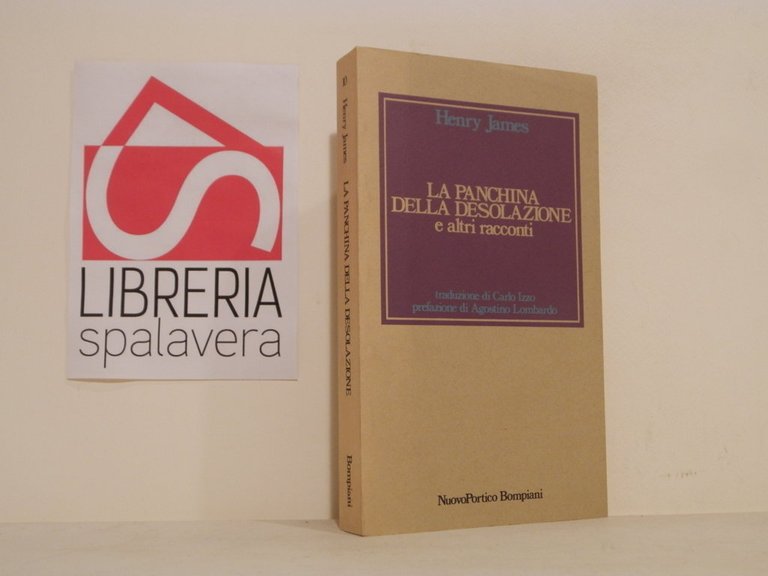 LIBRERIA
spalavera
Henry James
LA PANCHINA DELLA DESOLAZIONE
Bompiani
Henry James
LA PANCHINA
DELLA DESOLAZIONE
e altri racconti
traduzione di Carlo Izzo
prefazione di Agostino Lombardo
NuovoPortico Bompiani